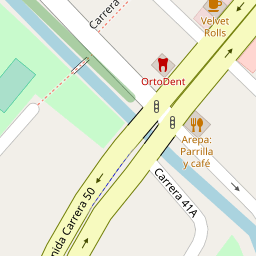 Velvet
Rolls
Carrera
OrtoDent
Arepa:
Parrilla
y café
Carrera 41A
nida Carrera 50